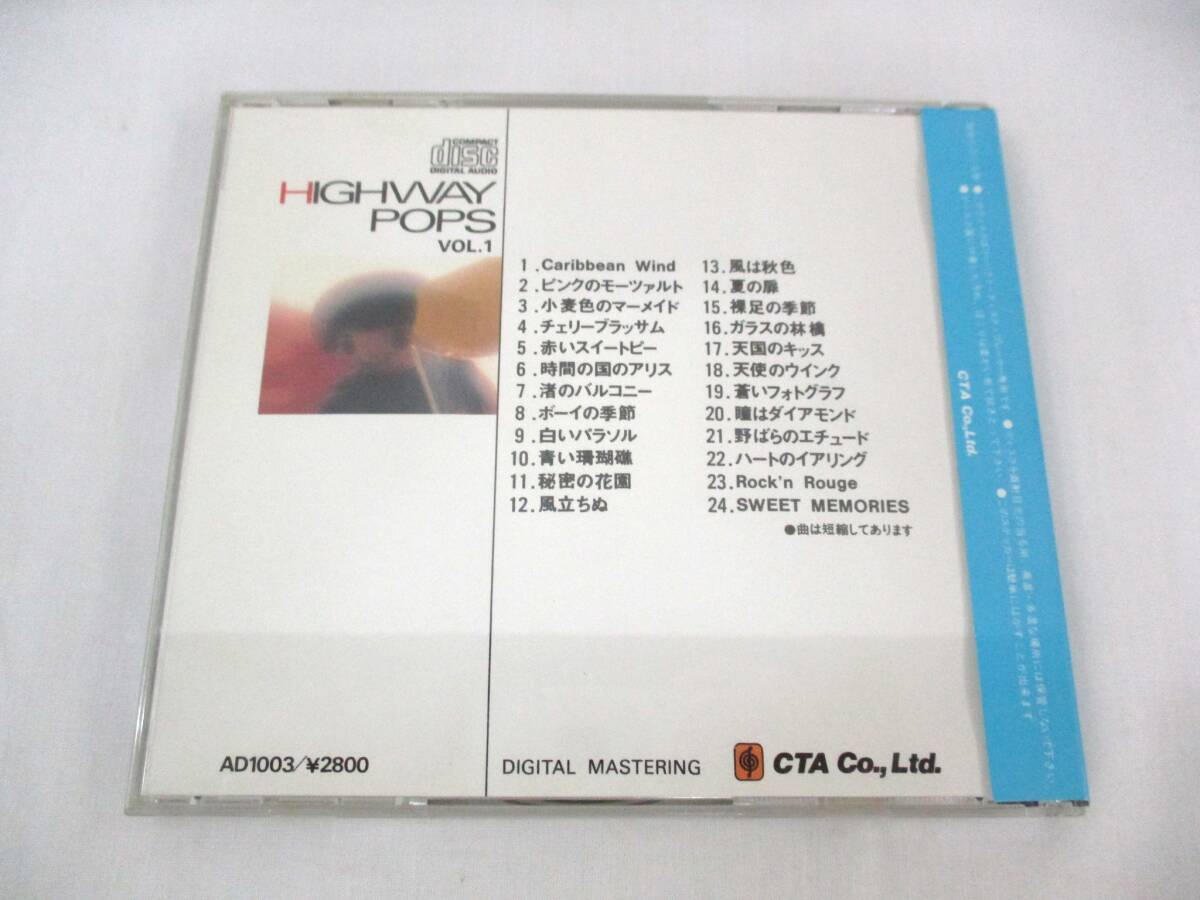 COMPACT
disc
DIGITAL AUDIO
HIGHWAY
POPS
VOL.1
1.Caribbean Wind
2.ピンクのモーツァルト
3.小麦色のマーメイド
4.チェリーブラッサム
5.赤いスイートピー
6.時間の国のアリス
7.渚のバルコニー
8.ボーイの季節
9.白いパラソル
10.青い珊瑚礁
11.秘密の花園
12.風立ちぬ
13.風は秋色
14.夏の扉
15.裸足の季節
16.ガラスの林檎
17.天国のキッス
18.天使のウインク
19.蒼いフォトグラフ
20.瞳はダイアモンド
21.野ばらのエチュード
22.ハートのイアリング
23.Rock'n Rouge
24.SWEET MEMORIES
●曲は短縮してあります
AD1003/¥2800
DIGITAL MASTERING
CTA Co., Ltd.
CTA Co., Ltd.